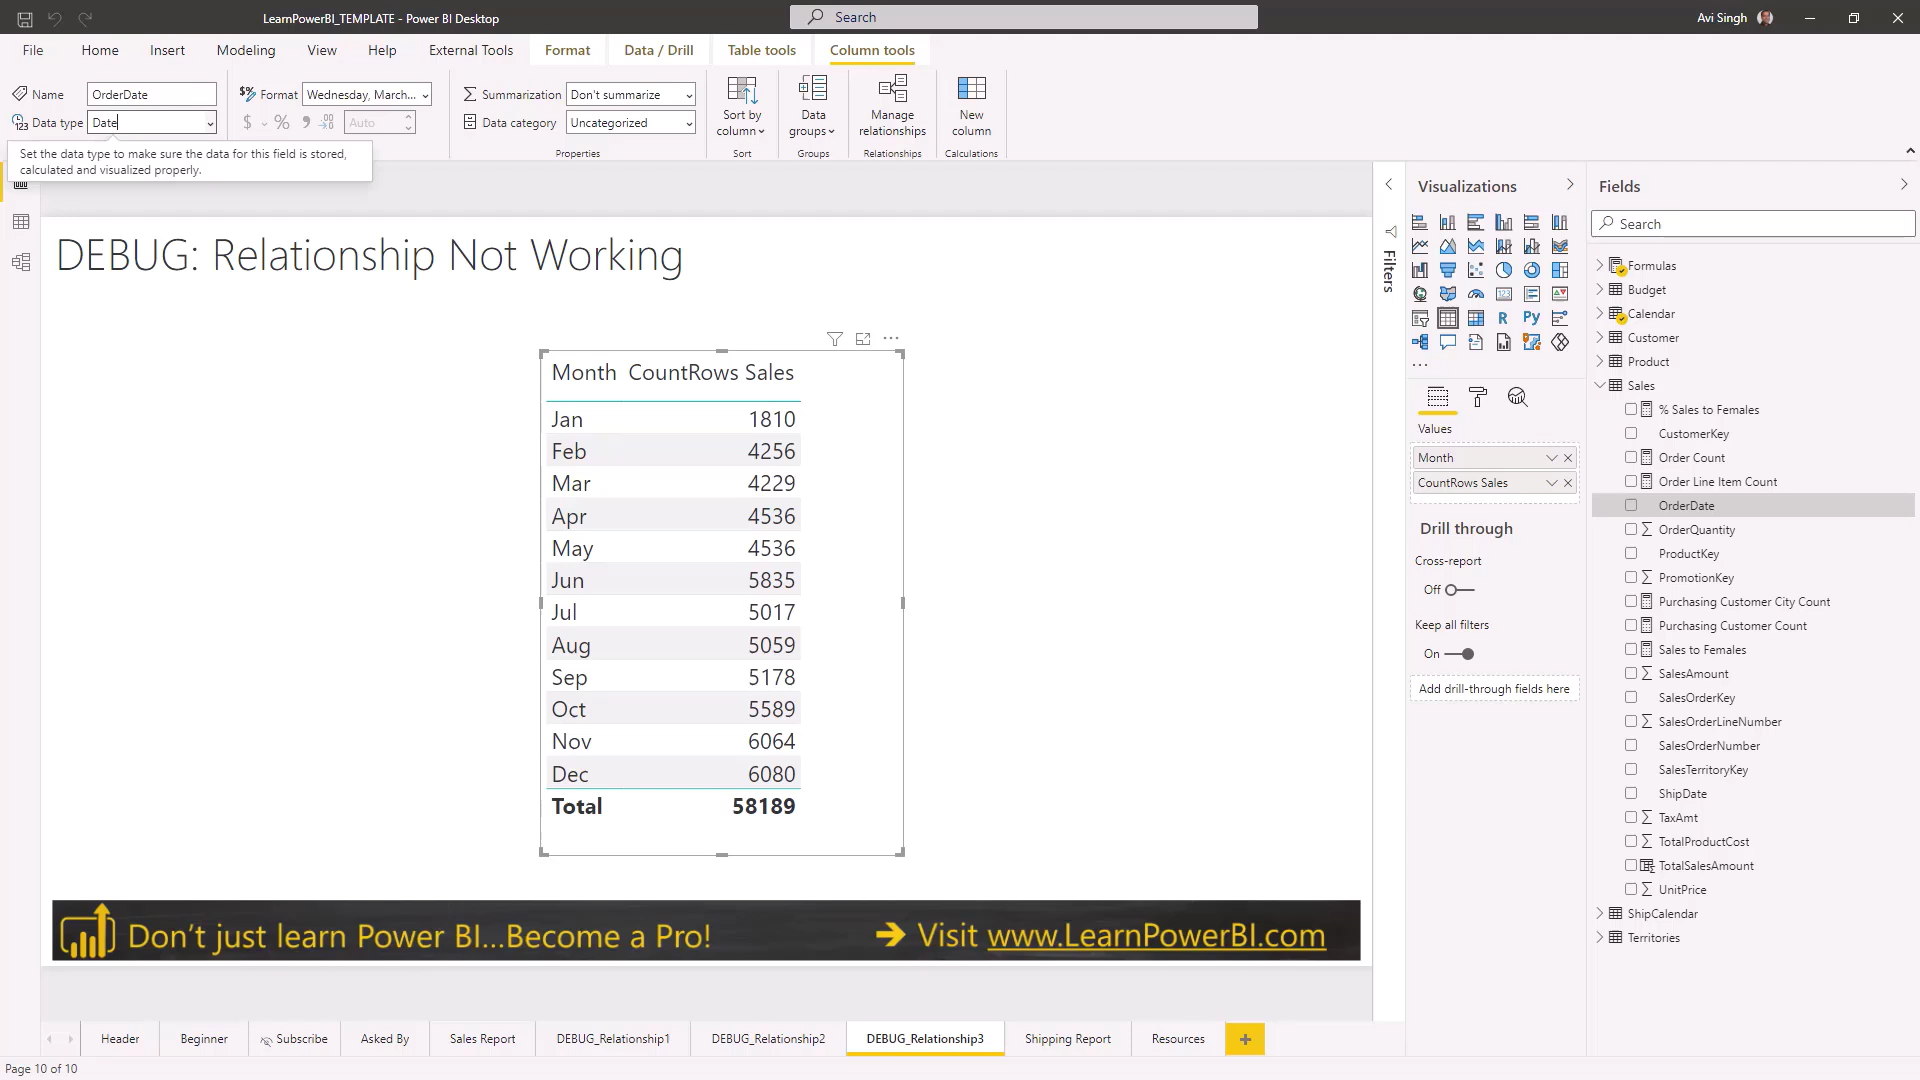 LearnPowerBI_TEMPLATE - Power BI Desktop
Search
Avi Singh
File
Home
Insert
Modeling
View
Help
External Tools
Format
Data / Drill
Table tools
Column tools
Name
OrderDate
Data type
Date
Set the data type to make sure the data for this field is stored,
calculated and visualized properly.
Format
Wednesday, March...
$ % 9
Auto
Summarization
Don't summarize
Data category
Uncategorized
Properties
Sort by
column
Sort
Data
groups
Groups
Manage
relationships
Relationships
New
column
Calculations
DEBUG: Relationship Not Working
Month CountRows Sales
Jan 1810
Feb 4256
Mar 4229
Apr 4536
May 4536
Jun 5835
Jul 5017
Aug 5059
Sep 5178
Oct 5589
Nov 6064
Dec 6080
Total 58189
Don't just learn Power BI...Become a Pro!
Visit www.LearnPowerBI.com
Filters
Visualizations
R
Py
...
Values
Month
CountRows Sales
Drill through
Cross-report
Off
Keep all filters
On
Add drill-through fields here
Fields
Search
Formulas
Budget
Calendar
Customer
Product
Sales
% Sales to Females
CustomerKey
Order Count
Order Line Item Count
OrderDate
OrderQuantity
ProductKey
PromotionKey
Purchasing Customer City Count
Purchasing Customer Count
Sales to Females
SalesAmount
SalesOrderKey
SalesOrderLineNumber
SalesOrderNumber
SalesTerritoryKey
ShipDate
TaxAmt
TotalProductCost
TotalSalesAmount
UnitPrice
ShipCalendar
Territories
Header
Beginner
Subscribe
Asked By
Sales Report
DEBUG_Relationship1
DEBUG_Relationship2
DEBUG_Relationship3
Shipping Report
Resources
+
Page 10 of 10